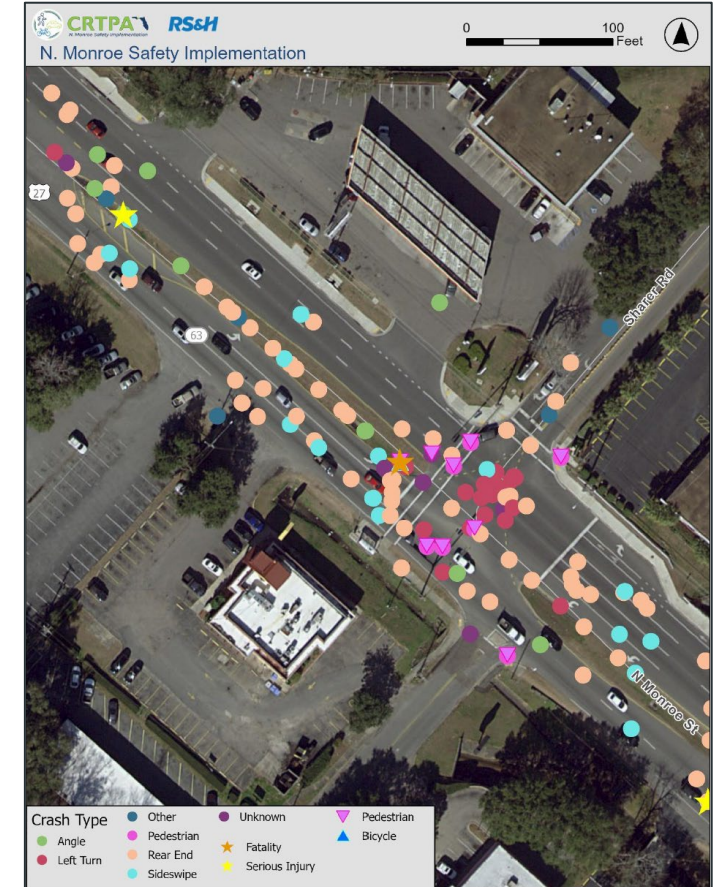 CRTPA
N. Monroe Safety Implementation
RS&H
N. Monroe Safety Implementation
0 100
Feet
27
63
Sharer Rd
N Monroe St
Crash Type
Angle
Left Turn
Other
Pedestrian
Rear End
Sideswipe
Unknown
Fatality
Serious Injury
Pedestrian
Bicycle